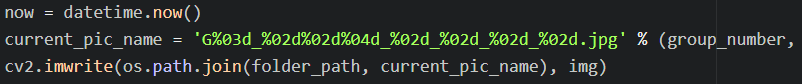 now = datetime.now()
current_pic_name = 'G%03d_%02d%02d%04d_%02d_%02d_%02d_%02d.jpg' % (group_number,
cv2.imwrite(os.path.join(folder_path, current_pic_name), img)